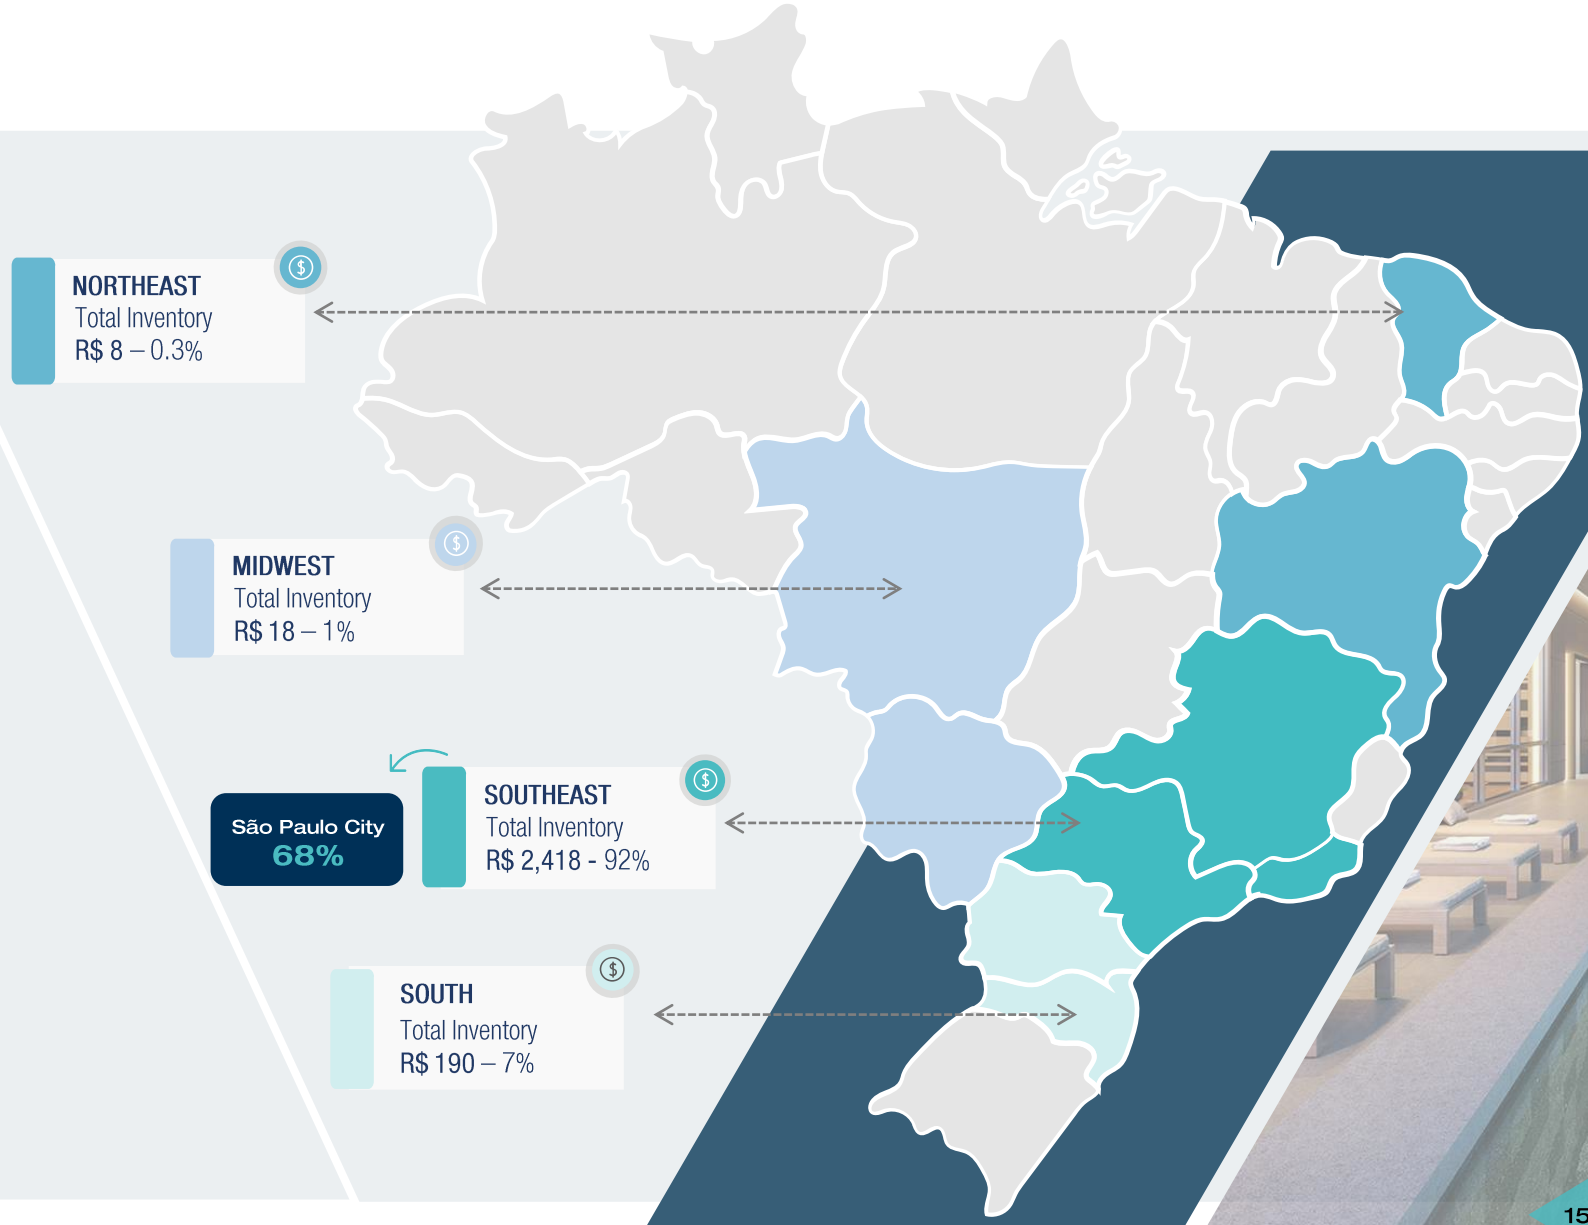 NORTHEAST
Total Inventory
R$ 8 – 0.3%
MIDWEST
Total Inventory
R$ 18 – 1%
SOUTHEAST
Total Inventory
R$ 2,418 - 92%
São Paulo City
68%
SOUTH
Total Inventory
R$ 190 – 7%
15